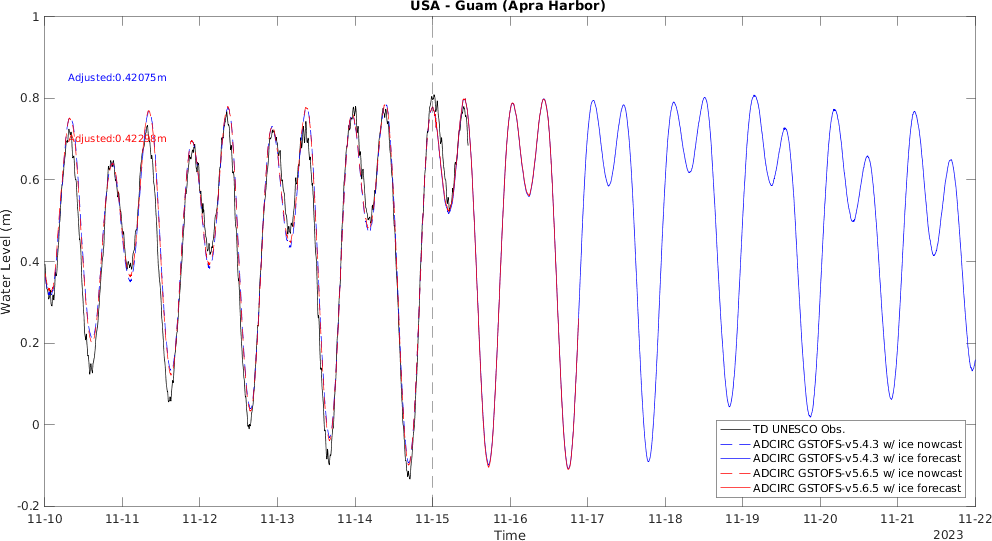 USA - Guam (Apra Harbor)
1
0.8
0.6
0.4
0.2
0
-0.2
Water Level (m)
Adjusted:0.42075m
TD UNESCO Obs.
ADCIRC GSTOFS-v5.4.3 w/ ice nowcast
ADCIRC GSTOFS-v5.4.3 w/ ice forecast
ADCIRC GSTOFS-v5.6.5 w/ ice nowcast
ADCIRC GSTOFS-v5.6.5 w/ ice forecast
11-10 11-11 11-12 11-13 11-14 11-15 11-16 11-17 11-18 11-19 11-20 11-21 11-22
Time
2023